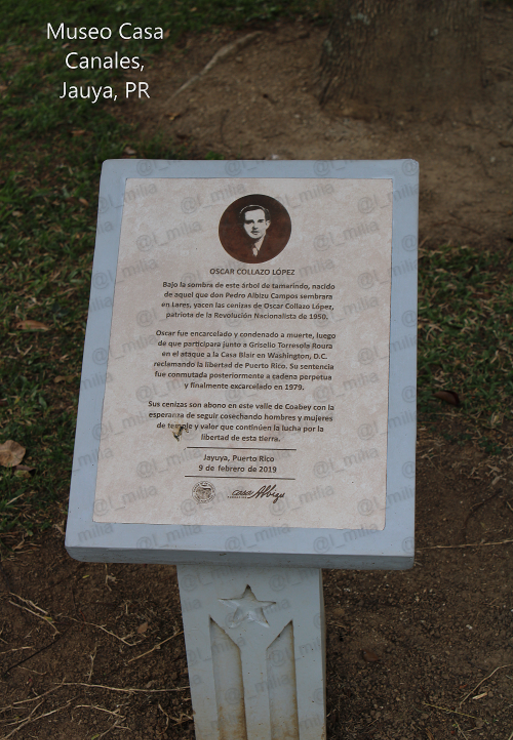 Museo Casa
Canales,
Jauya, PR
OSCAR COLLAZO LÓPEZ
Bajo la sombra de este árbol de tamarindo, nacido
de aquel que don Pedro Albizu Campos sembrara
en Lares, yacen las cenizas de Oscar Collazo López,
patriota de la Revolución Nacionalista de 1950.
Oscar fue encarcelado y condenado a muerte, luego
de que participara junto a Griselio Torresola Roura
en el ataque a la Casa Blair en Washington, D.C.
reclamando la libertad de Puerto Rico. Su sentencia
fue conmutada posteriormente a cadena perpetua
y finalmente excarcelado en 1979.
Sus cenizas son abono en este valle de Coabey con la
esperanza de seguir cosechando hombres y mujeres
de temple y valor que continúen la lucha por la
libertad de esta tierra.
Jayuya, Puerto Rico
9 de febrero de 2019
casa Albizu
@l_milia